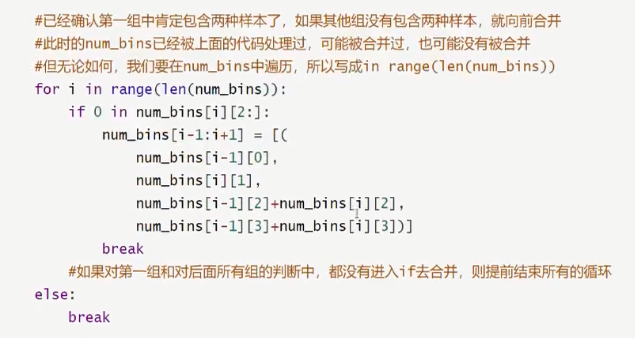 #已经确认第一组中肯定包含两种样本了，如果其他组没有包含两种样本，就向前合并
#此时的num_bins已经被上面的代码处理过，可能被合并过，也可能没有被合并
#但无论如何，我们要在num_bins中遍历，所以写成in range(len(num_bins))
for i in range(len(num_bins)):
    if 0 in num_bins[i][2:]:
        num_bins[i-1:i+1] = [(
            num_bins[i-1][0],
            num_bins[i][1],
            num_bins[i-1][2]+num_bins[i][2],
            num_bins[i-1][3]+num_bins[i][3])]
        break
    #如果对第一组和对后面所有组的判断中，都没有进入if去合并，则提前结束所有的循环
else:
    break